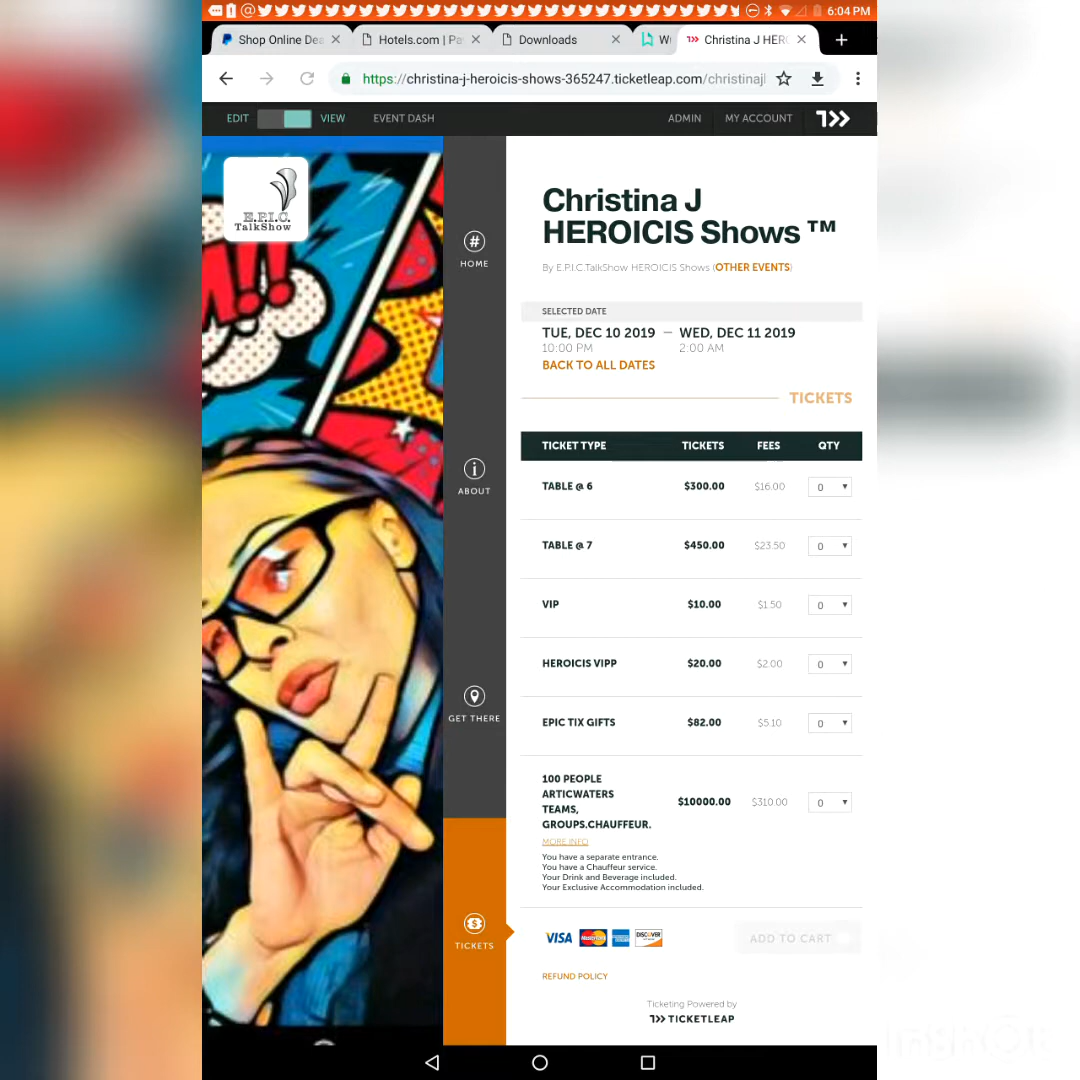 6:04 PM
Shop Online Dea
Hotels.com | Pa
Downloads
W
Christina J HER
https://christina-j-heroicis-shows-365247.ticketleap.com/christinaj
EDIT
VIEW
EVENT DASH
ADMIN
MY ACCOUNT
E.P.I.C.
TalkShow
!!
# HOME
i ABOUT
GET THERE
$ TICKETS
Christina J
HEROICIS Shows ™
By E.P.I.C.TalkShow HEROICIS Shows (OTHER EVENTS)
SELECTED DATE
TUE, DEC 10 2019 — WED, DEC 11 2019
10:00 PM 2:00 AM
BACK TO ALL DATES
TICKETS
TICKET TYPE TICKETS FEES QTY
TABLE @ 6 $300.00 $16.00 0
TABLE @ 7 $450.00 $23.50 0
VIP $10.00 $1.50 0
HEROICIS VIPP $20.00 $2.00 0
EPIC TIX GIFTS $82.00 $5.10 0
100 PEOPLE
ARTICWATERS
TEAMS,
GROUPS.CHAUFFEUR.
$10000.00 $310.00 0
MORE INFO
You have a separate entrance.
You have a Chauffeur service.
Your Drink and Beverage included.
Your Exclusive Accommodation included.
VISA MasterCard DISCOVER
ADD TO CART
REFUND POLICY
Ticketing Powered by
TICKETLEAP